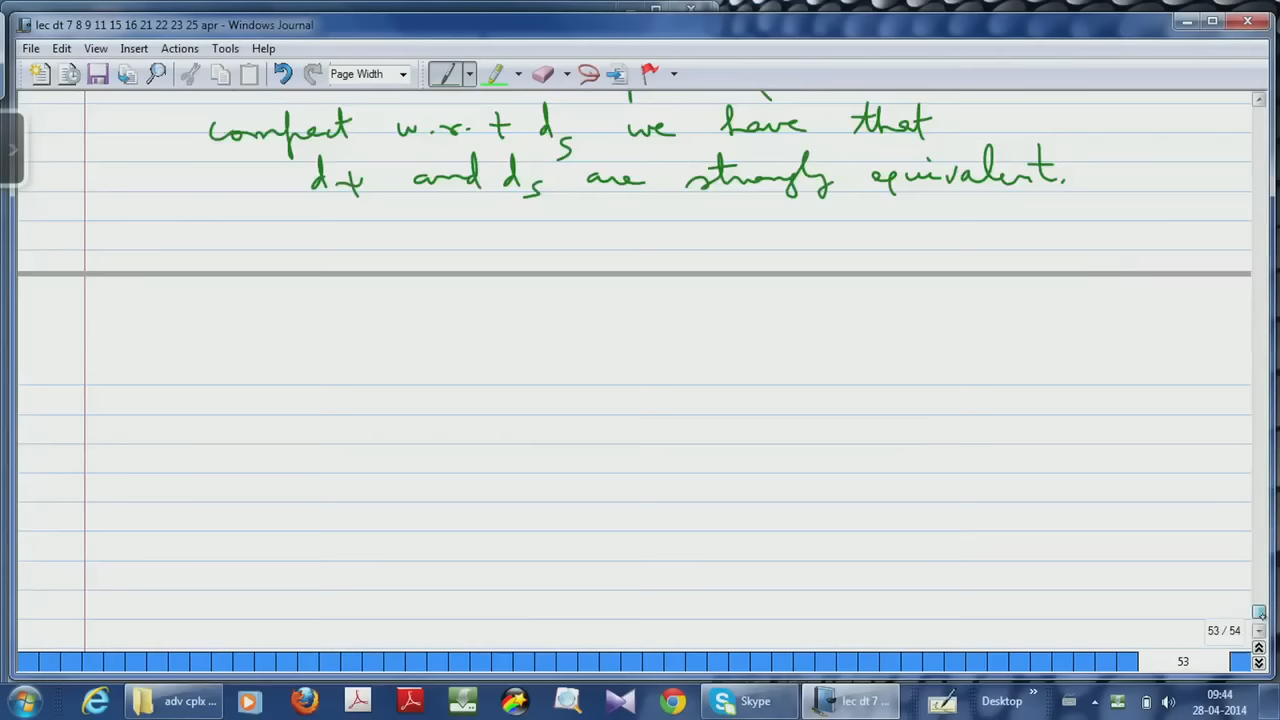 lec dt 7 8 9 11 15 16 21 22 23 25 apr - Windows Journal
File Edit View Insert Actions Tools Help
Page Width
compact w.r.t d_s we have that
and d_s are strongly equivalent.
53 / 54
53
adv cplx ...
Skype
lec dt 7 ...
Desktop
09:44
28-04-2014